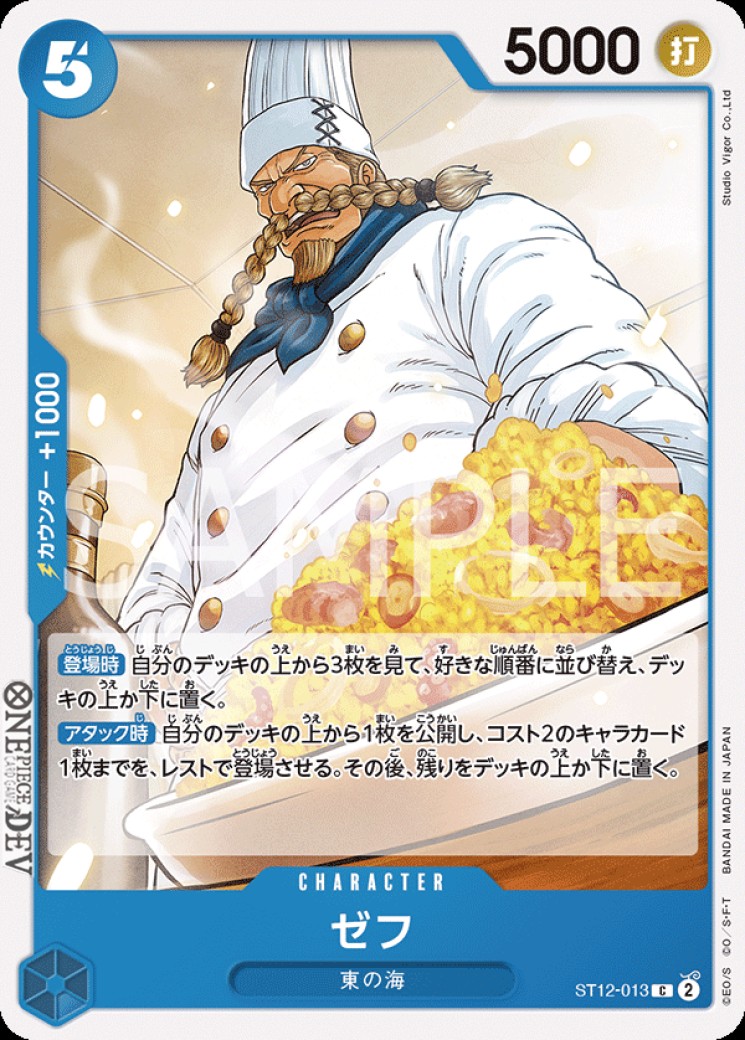 5
5000
打
Studio Vigor Co.,Ltd
カウンター +1000
SAMPLE
登場時 自分のデッキの上から3枚を見て、好きな順番に並び替え、デッ
キの上か下に置く。
アタック時 自分のデッキの上から1枚を公開し、コスト2のキャラカード
1枚までを、レストで登場させる。その後、残りをデッキの上か下に置く。
ONE PIECE
CARD GAME
DEV
BANDAI MADE IN JAPAN
©EO/S ©O/S・F・T
CHARACTER
ゼフ
東の海
ST12-013 C 2